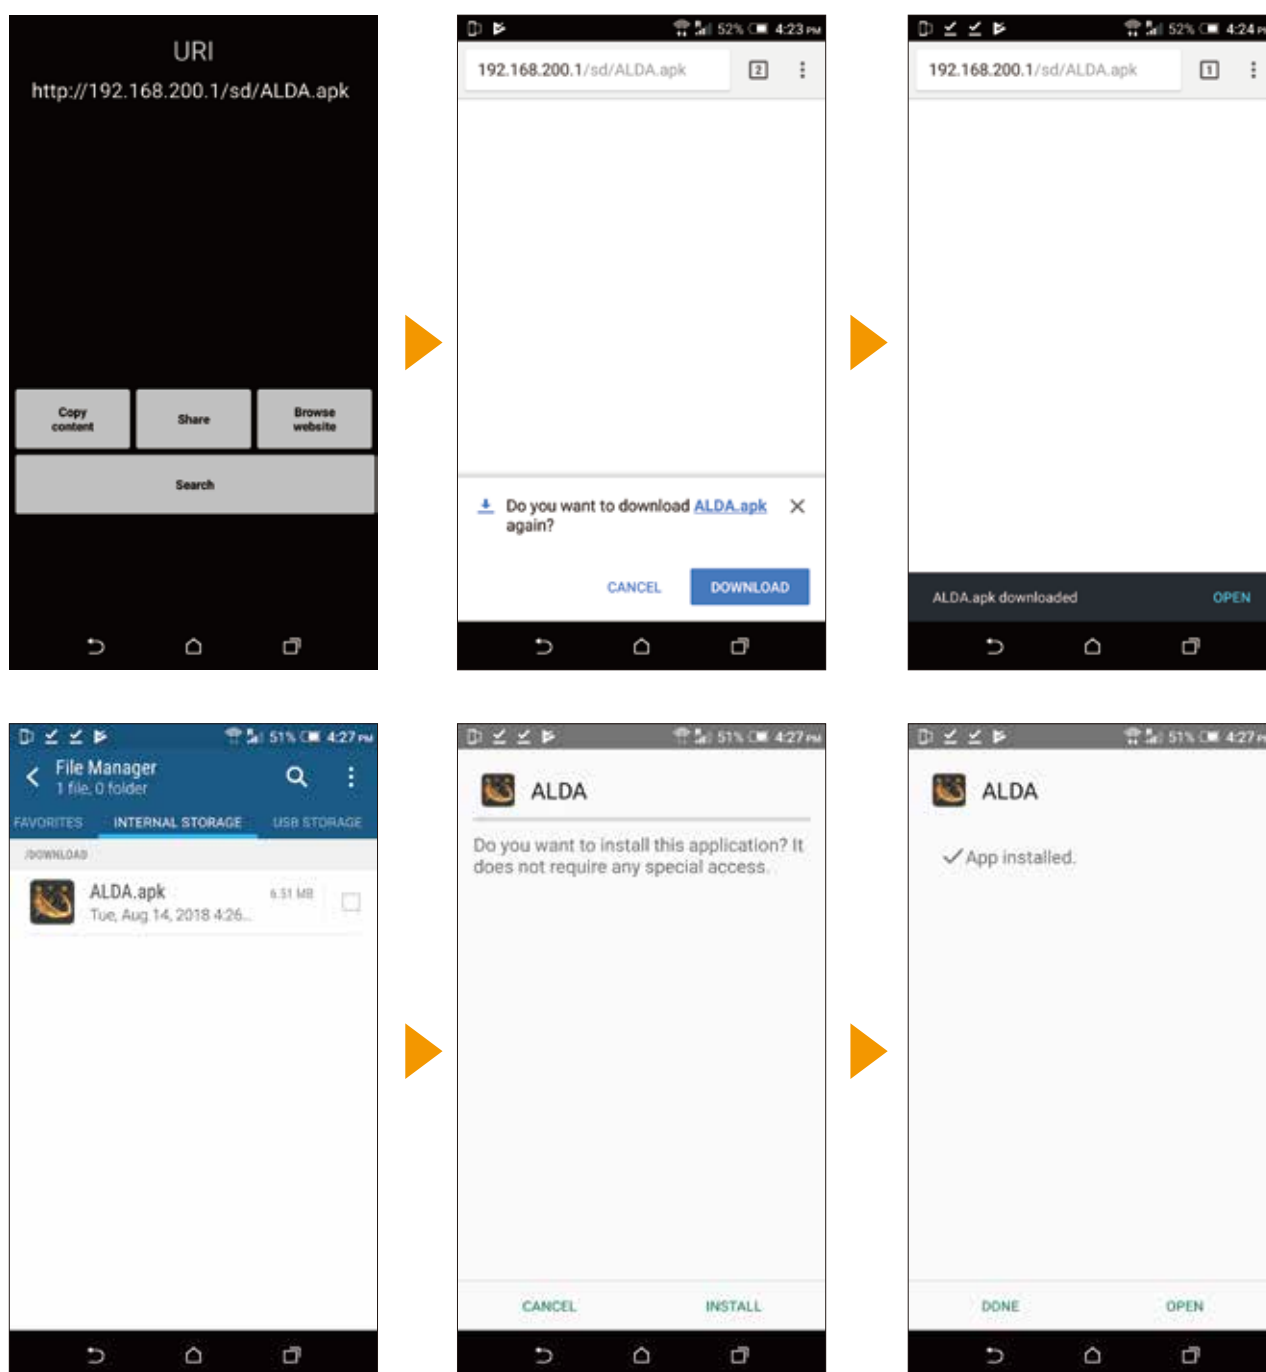 URI
http://192.168.200.1/sd/ALDA.apk
Copy
content
Share
Browse
website
Search
52% 4:23 PM
192.168.200.1/sd/ALDA.apk
2
Do you want to download ALDA.apk
again?
CANCEL
DOWNLOAD
52% 4:24 PM
192.168.200.1/sd/ALDA.apk
1
ALDA.apk downloaded
OPEN
51% 4:27 PM
File Manager
1 file, 0 folder
FAVORITES
INTERNAL STORAGE
USB STORAGE
/DOWNLOAD
ALDA.apk
6.51 MB
Tue, Aug 14, 2018 4:26...
51% 4:27 PM
ALDA
Do you want to install this application? It
does not require any special access.
CANCEL
INSTALL
51% 4:27 PM
ALDA
App installed.
DONE
OPEN